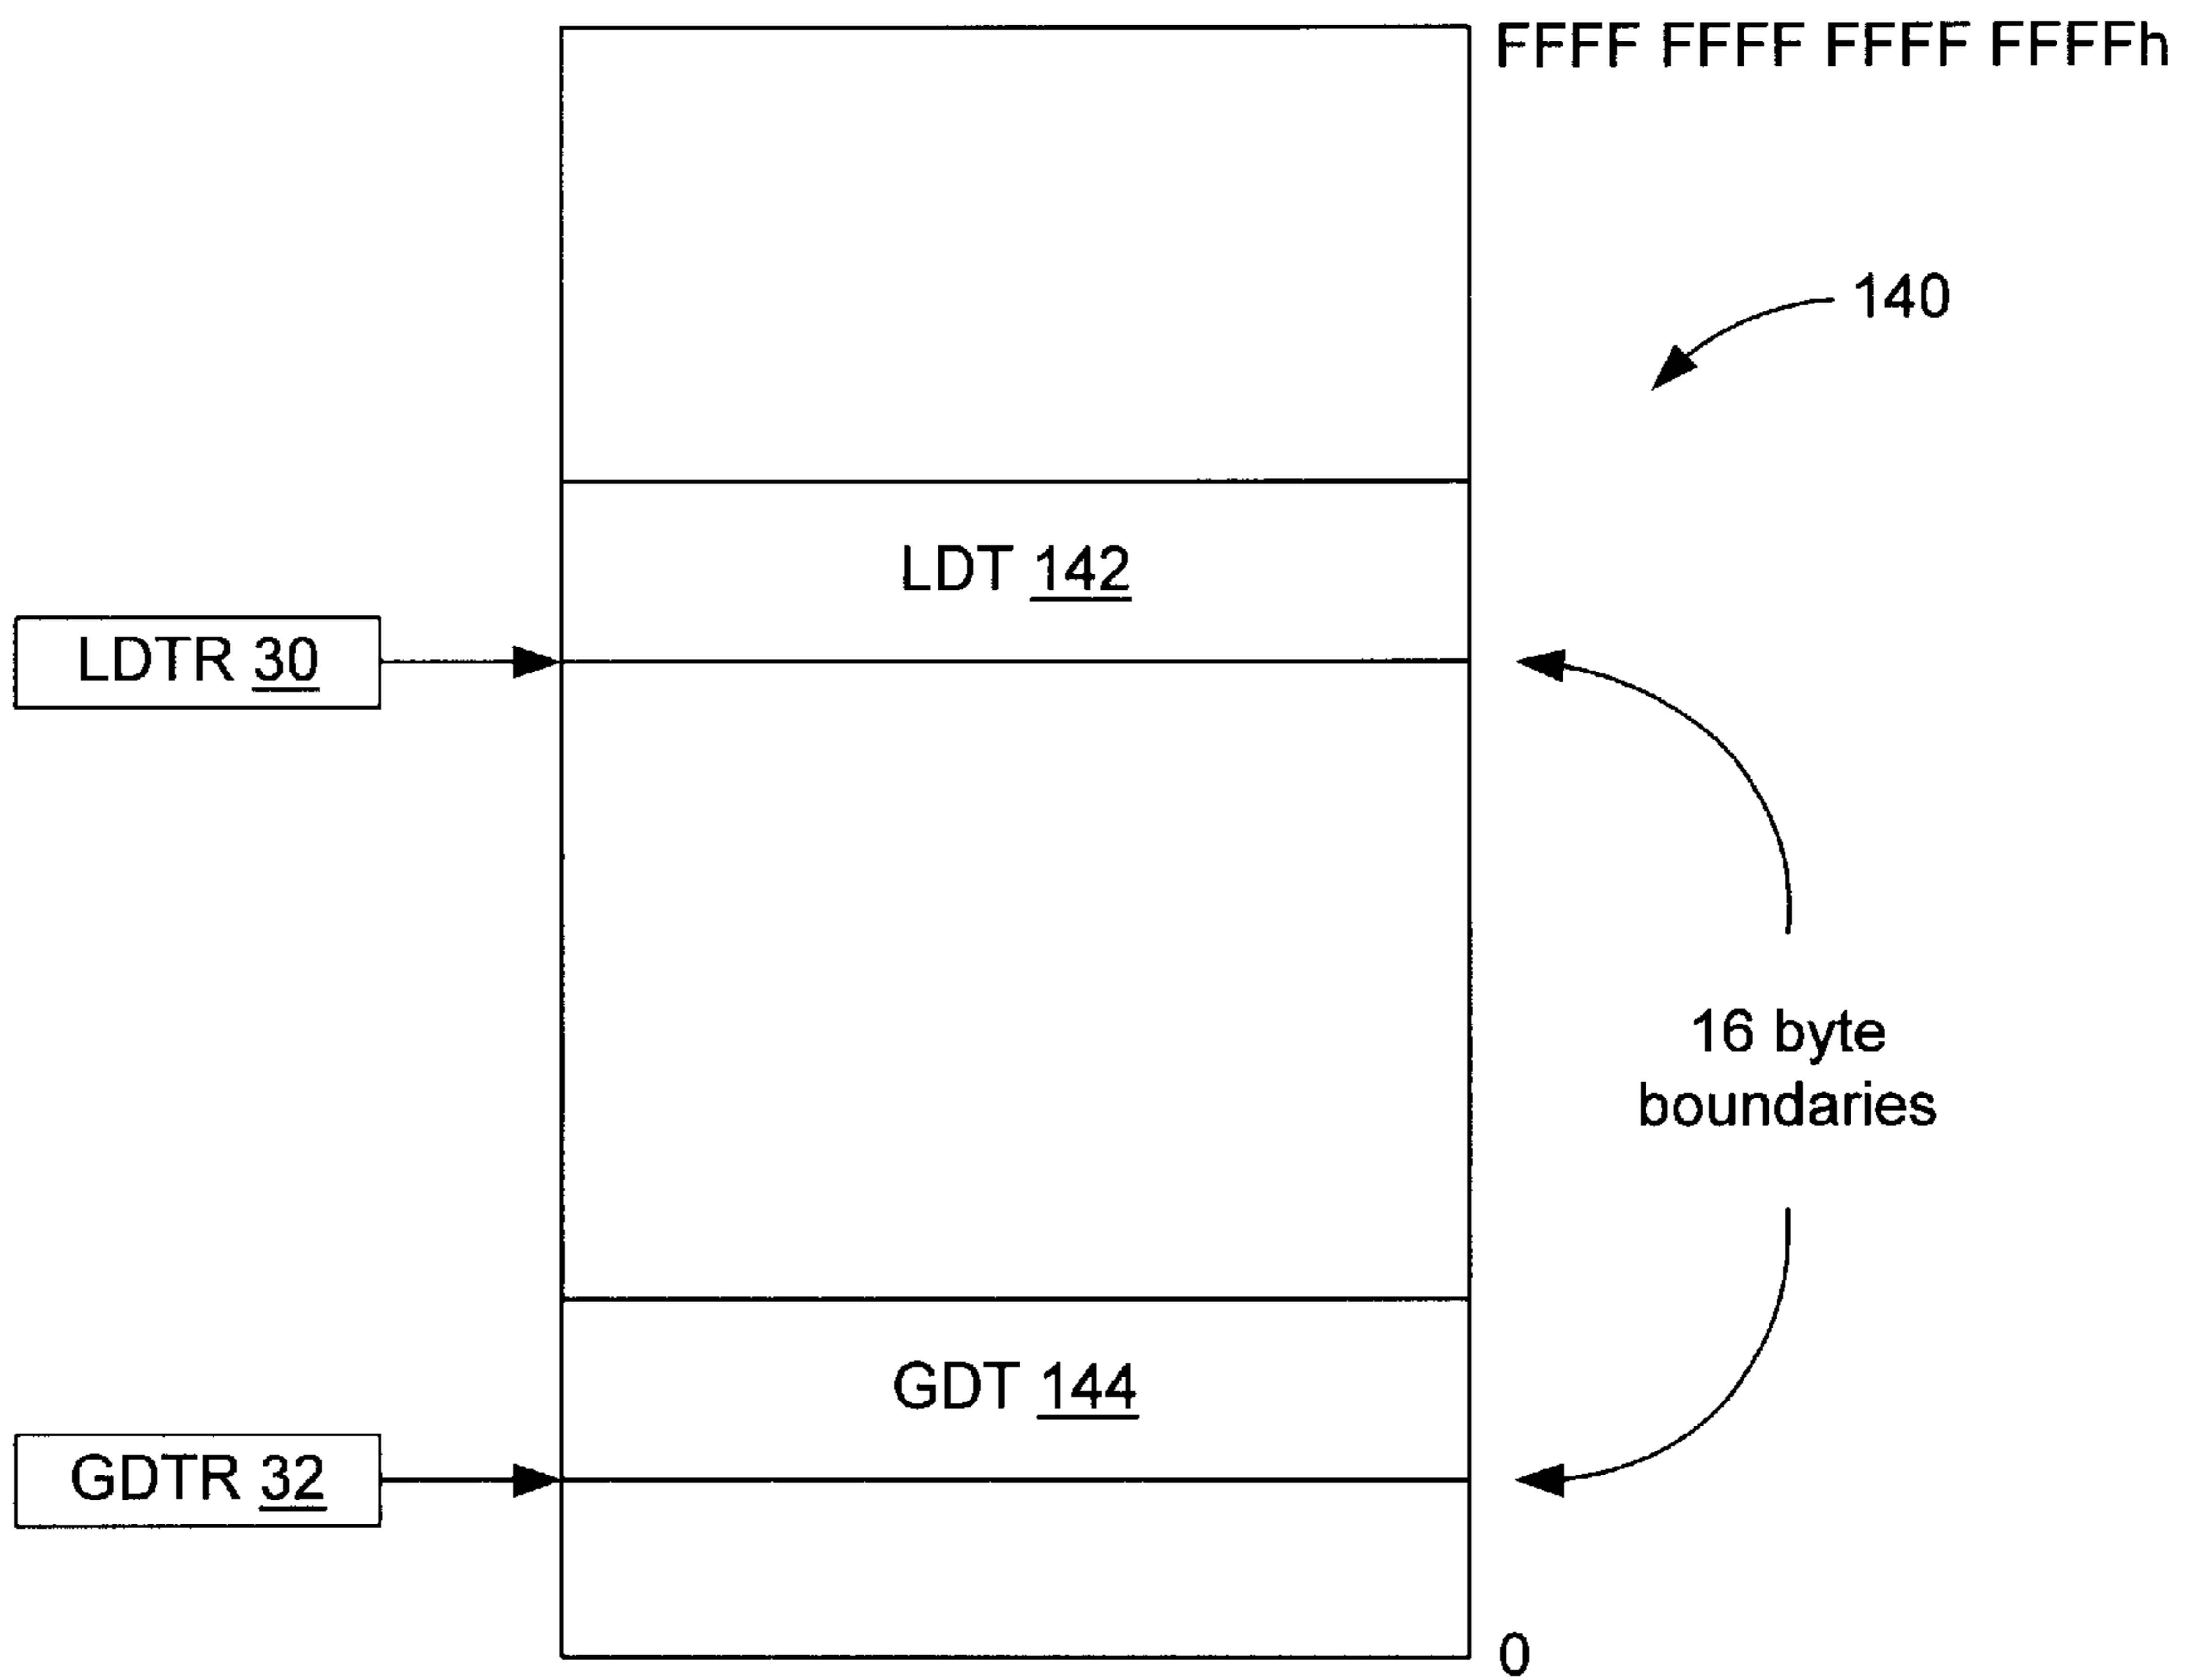 FFFF FFFF FFFF FFFFh
140
LDT 142
LDTR 30
16 byte
boundaries
GDT 144
GDTR 32
0